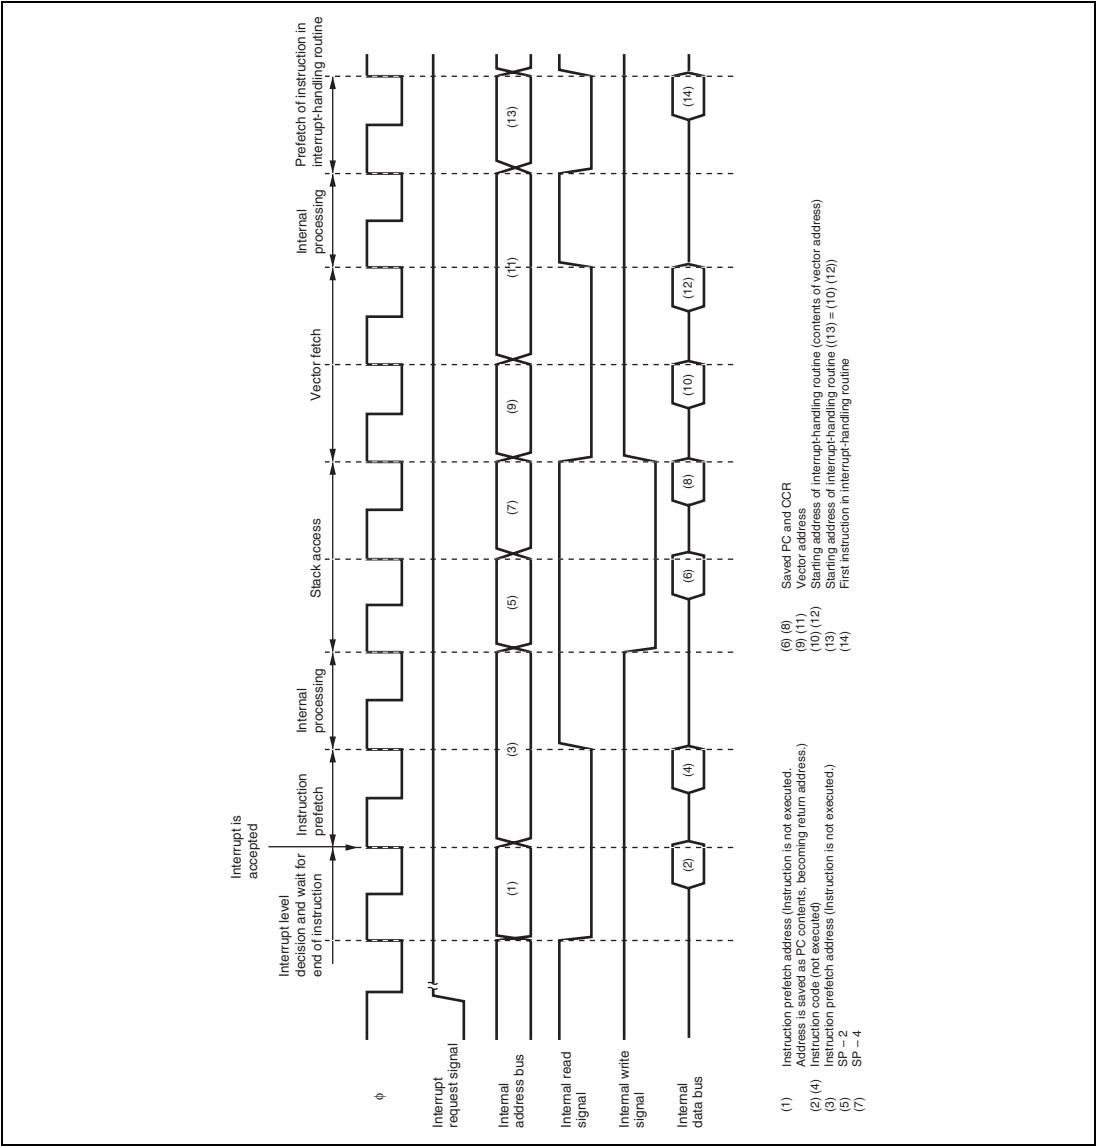 Interrupt is
accepted
Interrupt level
decision and wait for
end of instruction
Instruction
prefetch
Internal
processing
Stack access
Vector fetch
Internal
processing
Prefetch of instruction in
interrupt-handling routine
φ
Interrupt
request signal
Internal
address bus
(1)
(3)
(5)
(7)
(9)
(11)
(13)
Internal read
signal
Internal write
signal
Internal
data bus
(2)
(4)
(6)
(8)
(10)
(12)
(14)
(1) Instruction prefetch address (Instruction is not executed.
Address is saved as PC contents, becoming return address.)
(2) (4) Instruction code (not executed)
(3) Instruction prefetch address (Instruction is not executed.)
(5) SP – 2
(7) SP – 4
(6) (8) Saved PC and CCR
(9) (11) Vector address
(10) (12) Starting address of interrupt-handling routine (contents of vector address)
(13) Starting address of interrupt-handling routine ((13) = (10) (12))
(14) First instruction in interrupt-handling routine